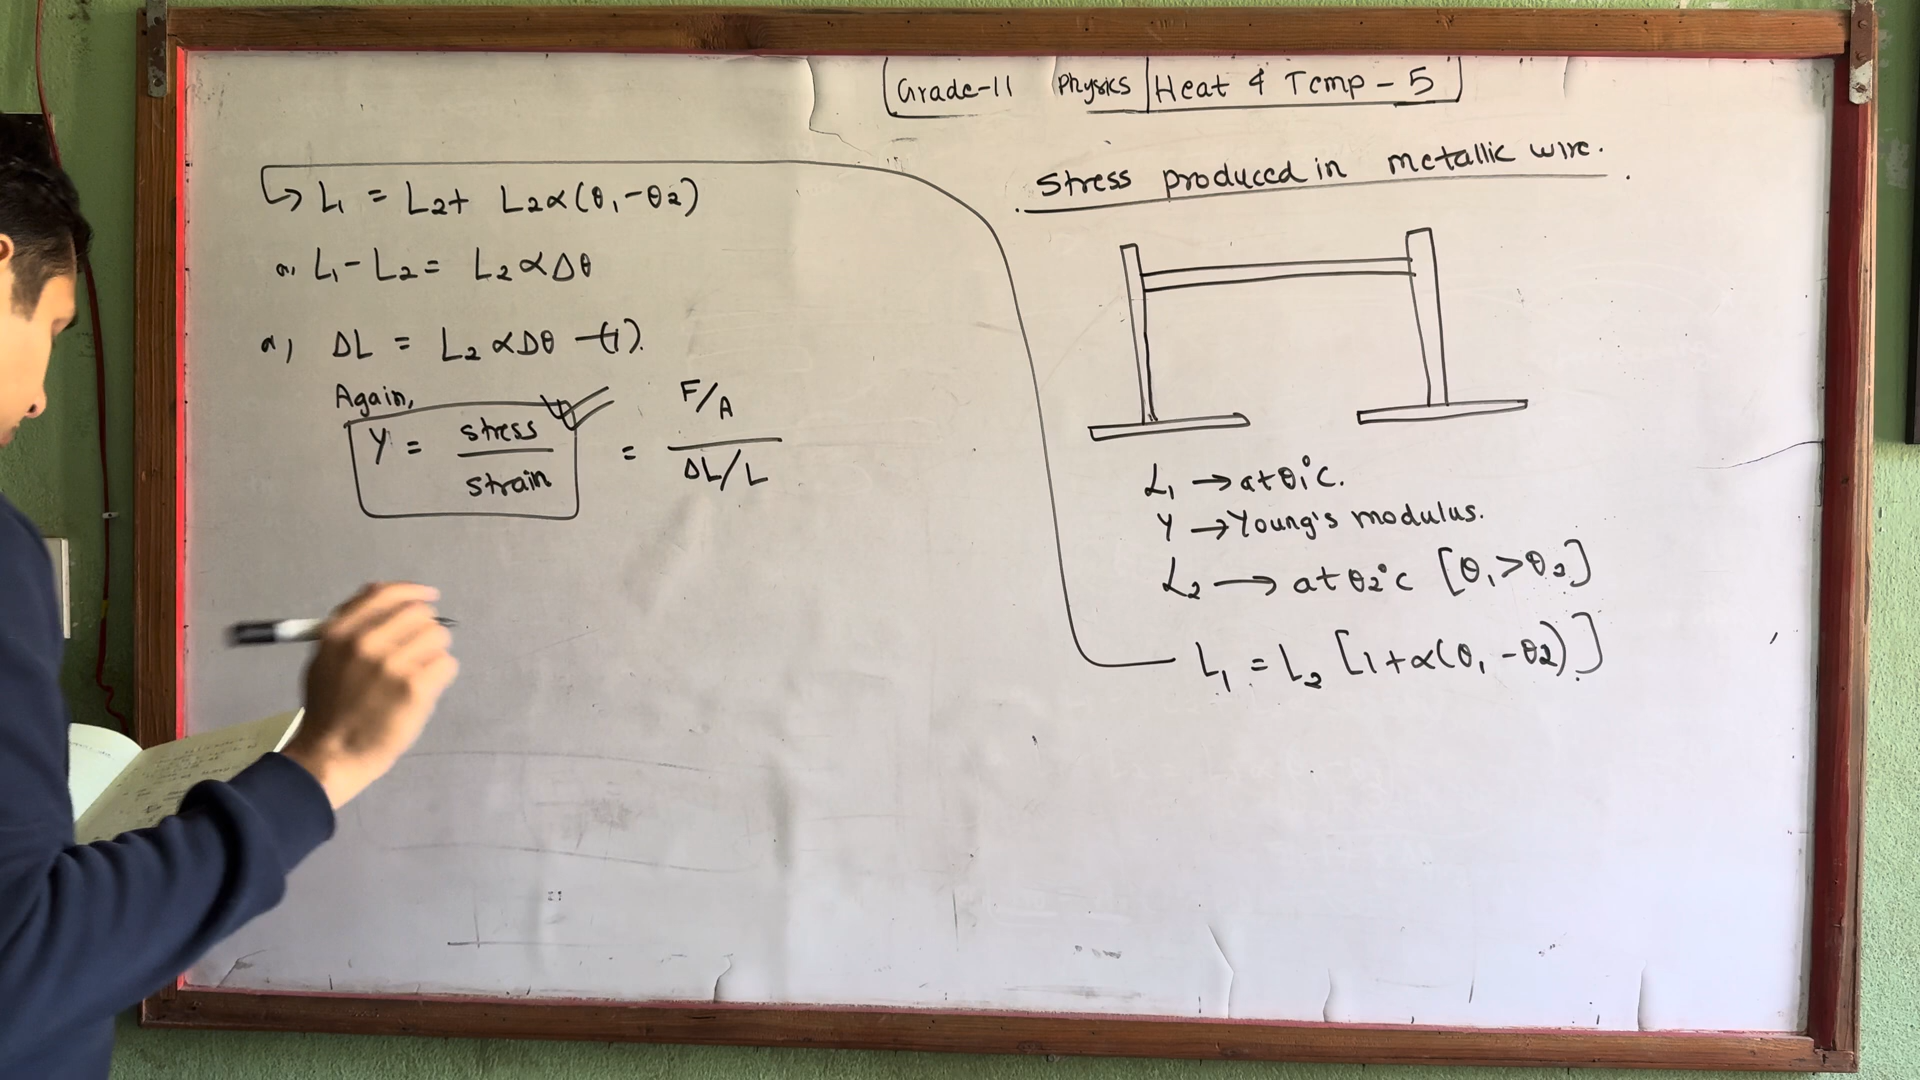 Grade-11 Physics Heat & Temp - 5
Stress produced in metallic wire.
L₁ → at θ₁°c.
Y → Young's modulus.
L₂ → at θ₂°c [θ₁>θ₂]
L₁ = L₂ [1+α(θ₁-θ₂)]
↳ L₁ = L₂+ L₂α(θ₁-θ₂)
or, L₁-L₂ = L₂αΔθ
or, ΔL = L₂αΔθ -(1).
Again,
Y = stress/strain = F/A / ΔL/L